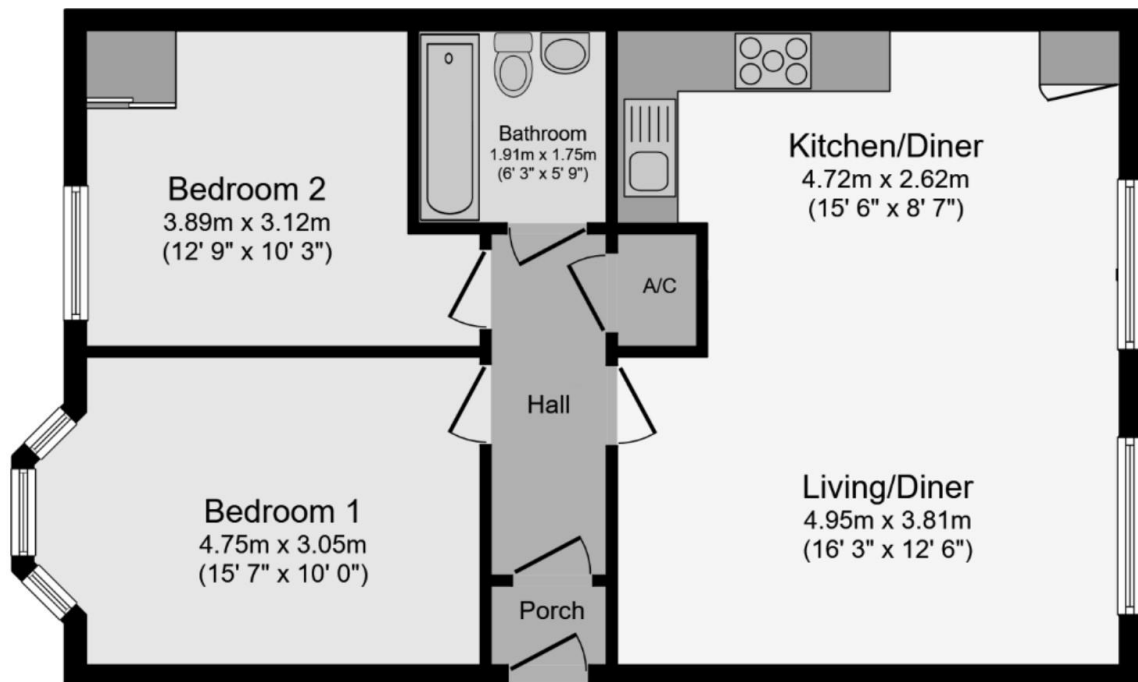 Bedroom 2
3.89m x 3.12m
(12' 9" x 10' 3")
Bathroom
1.91m x 1.75m
(6' 3" x 5' 9")
Kitchen/Diner
4.72m x 2.62m
(15' 6" x 8' 7")
A/C
Hall
Bedroom 1
4.75m x 3.05m
(15' 7" x 10' 0")
Living/Diner
4.95m x 3.81m
(16' 3" x 12' 6")
Porch